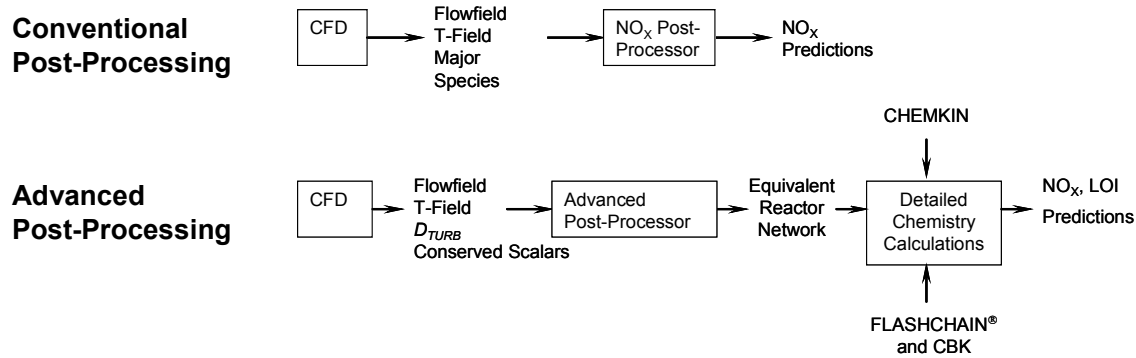 Conventional
Post-Processing
CFD
Flowfield
T-Field
Major
Species
NOX Post-
Processor
NOX
Predictions
Advanced
Post-Processing
CFD
Flowfield
T-Field
DTURB
Conserved Scalars
Advanced
Post-Processor
Equivalent
Reactor
Network
CHEMKIN
Detailed
Chemistry
Calculations
FLASHCHAIN®
and CBK
NOX, LOI
Predictions